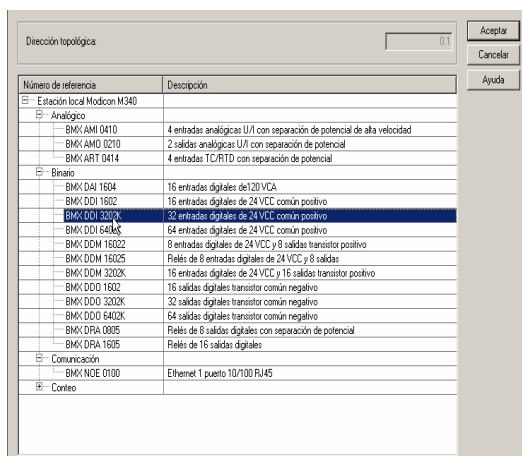 Dirección topológica:
0.1
Aceptar
Cancelar
Ayuda
Número de referencia Descripción
Estación local Modicon M340
Analógico
BMX AMI 0410 4 entradas analógicas U/I con separación de potencial de alta velocidad
BMX AMO 0210 2 salidas analógicas U/I con separación de potencial
BMX ART 0414 4 entradas TC/RTD con separación de potencial
Binario
BMX DAI 1604 16 entradas digitales de120 VCA
BMX DDI 1602 16 entradas digitales de 24 VCC común positivo
BMX DDI 3202K 32 entradas digitales de 24 VCC común positivo
BMX DDI 6402K 64 entradas digitales de 24 VCC común positivo
BMX DDM 16022 8 entradas digitales de 24 VCC y 8 salidas transistor positivo
BMX DDM 16025 Relés de 8 entradas digitales de 24 VCC y 8 salidas
BMX DDM 3202K 16 entradas digitales de 24 VCC y 16 salidas transistor positivo
BMX DDO 1602 16 salidas digitales transistor común negativo
BMX DDO 3202K 32 salidas digitales transistor común negativo
BMX DDO 6402K 64 salidas digitales transistor común negativo
BMX DRA 0805 Relés de 8 salidas digitales con separación de potencial
BMX DRA 1605 Relés de 16 salidas digitales
Comunicación
BMX NOE 0100 Ethernet 1 puerto 10/100 RJ45
Conteo